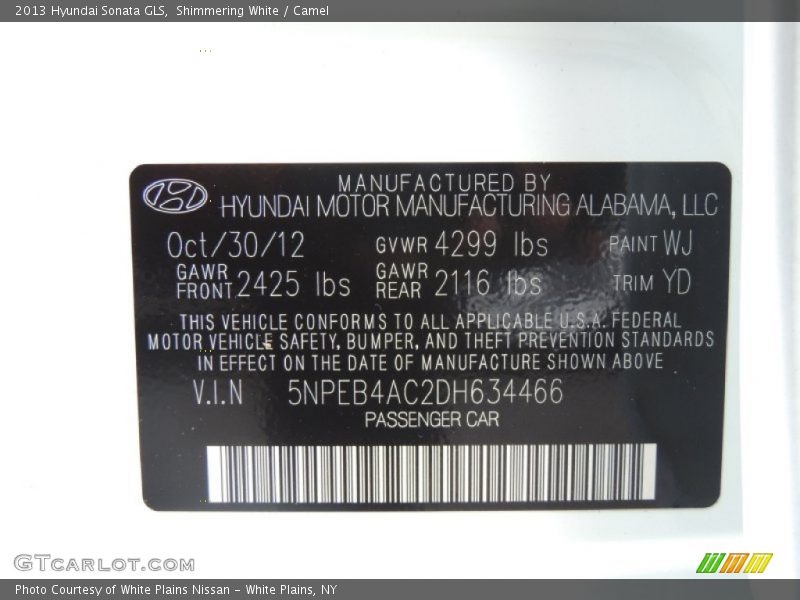 2013 Hyundai Sonata GLS, Shimmering White / Camel
MANUFACTURED BY
HYUNDAI MOTOR MANUFACTURING ALABAMA, LLC
Oct/30/12 GVWR 4299 lbs PAINT WJ
GAWR FRONT 2425 lbs GAWR REAR 2116 lbs TRIM YD
THIS VEHICLE CONFORMS TO ALL APPLICABLE U.S.A. FEDERAL
MOTOR VEHICLE SAFETY, BUMPER, AND THEFT PREVENTION STANDARDS
IN EFFECT ON THE DATE OF MANUFACTURE SHOWN ABOVE
V.I.N 5NPEB4AC2DH634466
PASSENGER CAR
GTcarlot.com
Photo Courtesy of White Plains Nissan - White Plains, NY